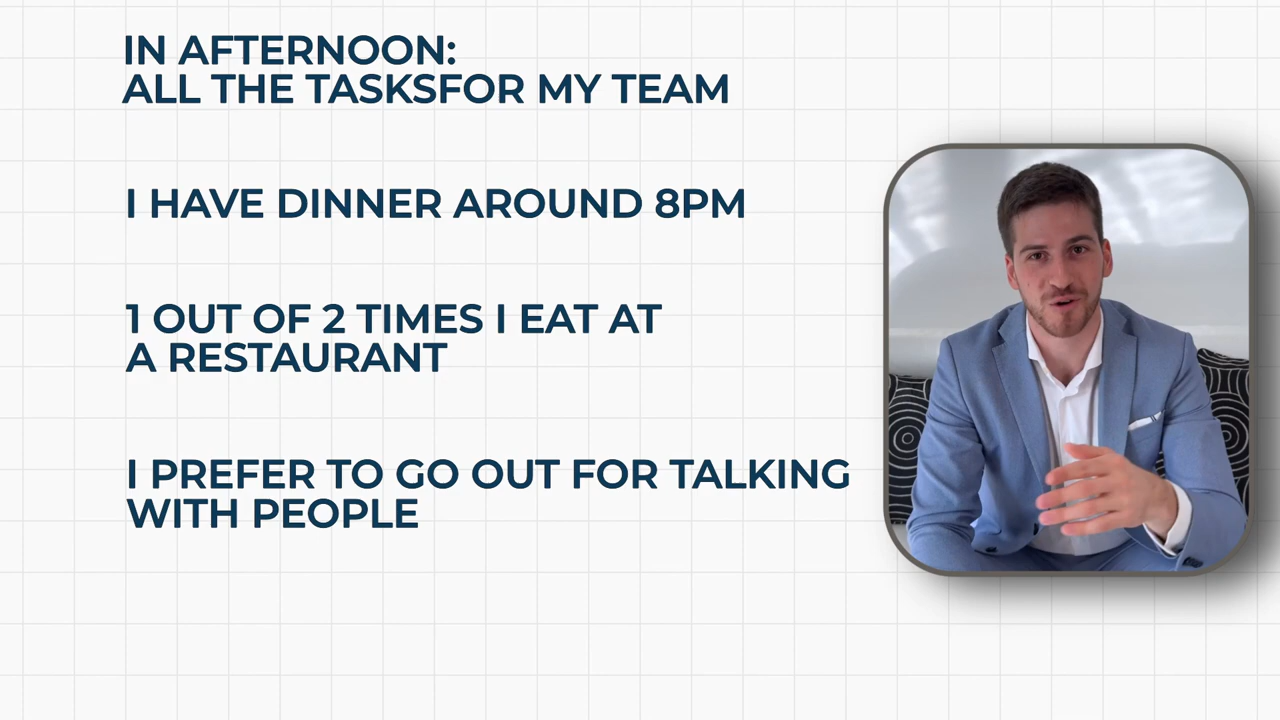 IN AFTERNOON:
ALL THE TASKSFOR MY TEAM
I HAVE DINNER AROUND 8PM
1 OUT OF 2 TIMES I EAT AT
A RESTAURANT
I PREFER TO GO OUT FOR TALKING
WITH PEOPLE